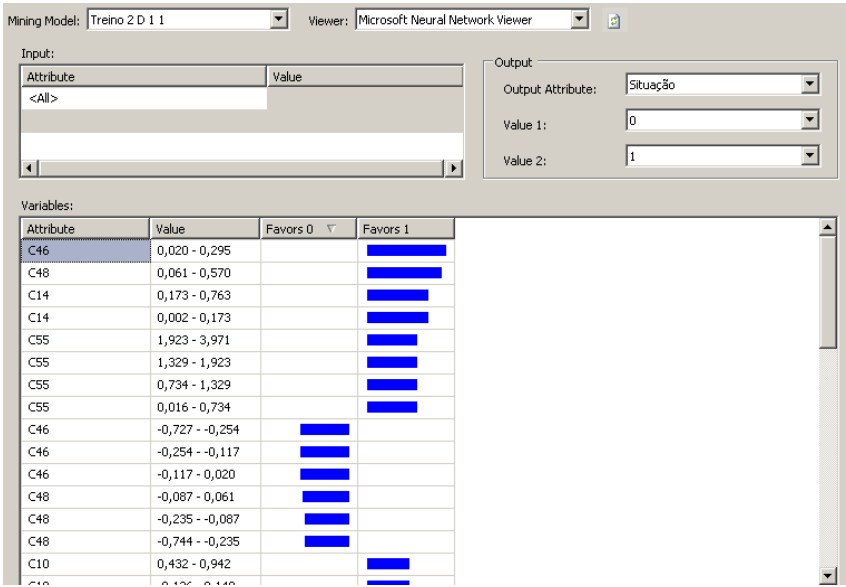 Mining Model: Treino 2 D 1 1 Viewer: Microsoft Neural Network Viewer
Input:
Attribute Value
<All>
Output
Output Attribute: Situação
Value 1: 0
Value 2: 1
Variables:
Attribute Value Favors 0 Favors 1
C46 0,020 - 0,295
C48 0,061 - 0,570
C14 0,173 - 0,763
C14 0,002 - 0,173
C55 1,923 - 3,971
C55 1,329 - 1,923
C55 0,734 - 1,329
C55 0,016 - 0,734
C46 -0,727 - -0,254
C46 -0,254 - -0,117
C46 -0,117 - 0,020
C48 -0,087 - 0,061
C48 -0,235 - -0,087
C48 -0,744 - -0,235
C10 0,432 - 0,942